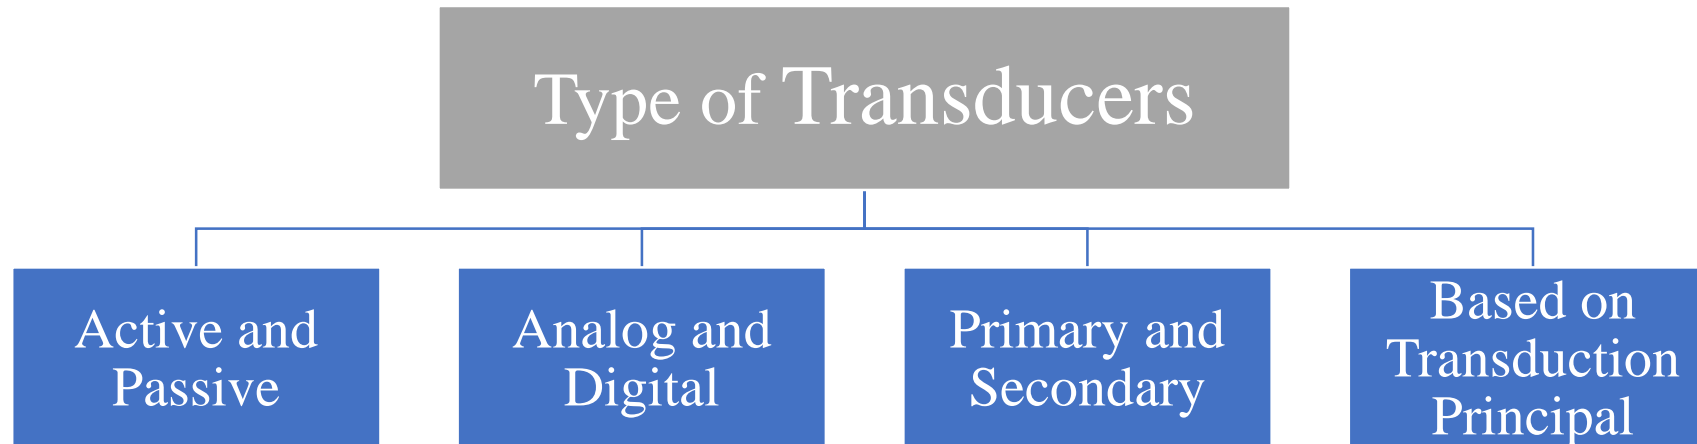 Type of Transducers
Active and
Passive
Analog and
Digital
Primary and
Secondary
Based on
Transduction
Principal